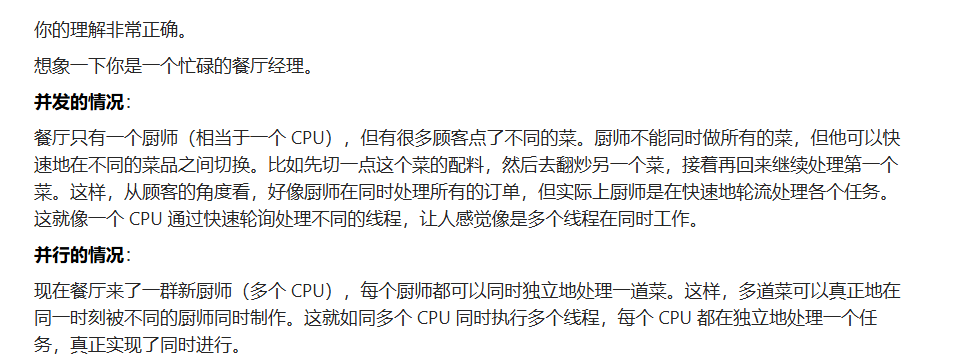 你的理解非常正确。
想象一下你是一个忙碌的餐厅经理。
并发的情况：
餐厅只有一个厨师（相当于一个 CPU），但有很多顾客点了不同的菜。厨师不能同时做所有的菜，但他可以快
速地在不同的菜品之间切换。比如先切一点这个菜的配料，然后去翻炒另一个菜，接着再回来继续处理第一个
菜。这样，从顾客的角度看，好像厨师在同时处理所有的订单，但实际上厨师是在快速地轮流处理各个任务。
这就像一个 CPU 通过快速轮询处理不同的线程，让人感觉像是多个线程在同时工作。
并行的情况：
现在餐厅来了一群新厨师（多个 CPU），每个厨师都可以同时独立地处理一道菜。这样，多道菜可以真正地在
同一时刻被不同的厨师同时制作。这就如同多个 CPU 同时执行多个线程，每个 CPU 都在独立地处理一个任
务，真正实现了同时进行。